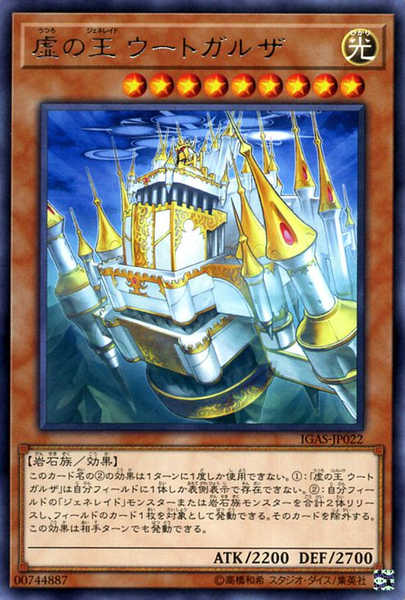 虚の王 ウートガルザ
うつろ ジェネレイド
光
ひかり
IGAS-JP022
【岩石族/効果】
このカード名の②の効果は1ターンに1度しか使用できない。①:「虚の王 ウート
ガルザ」は自分フィールドに1体しか表側表示で存在できない。②:自分フィール
ドの「ジェネレイド」モンスターまたは岩石族モンスターを合計2体リリー
スし、フィールドのカード1枚を対象として発動できる。そのカードを除外する。
この効果は相手ターンでも発動できる。
ATK/2200 DEF/2700
00744887
©高橋和希 スタジオ・ダイス/集英社